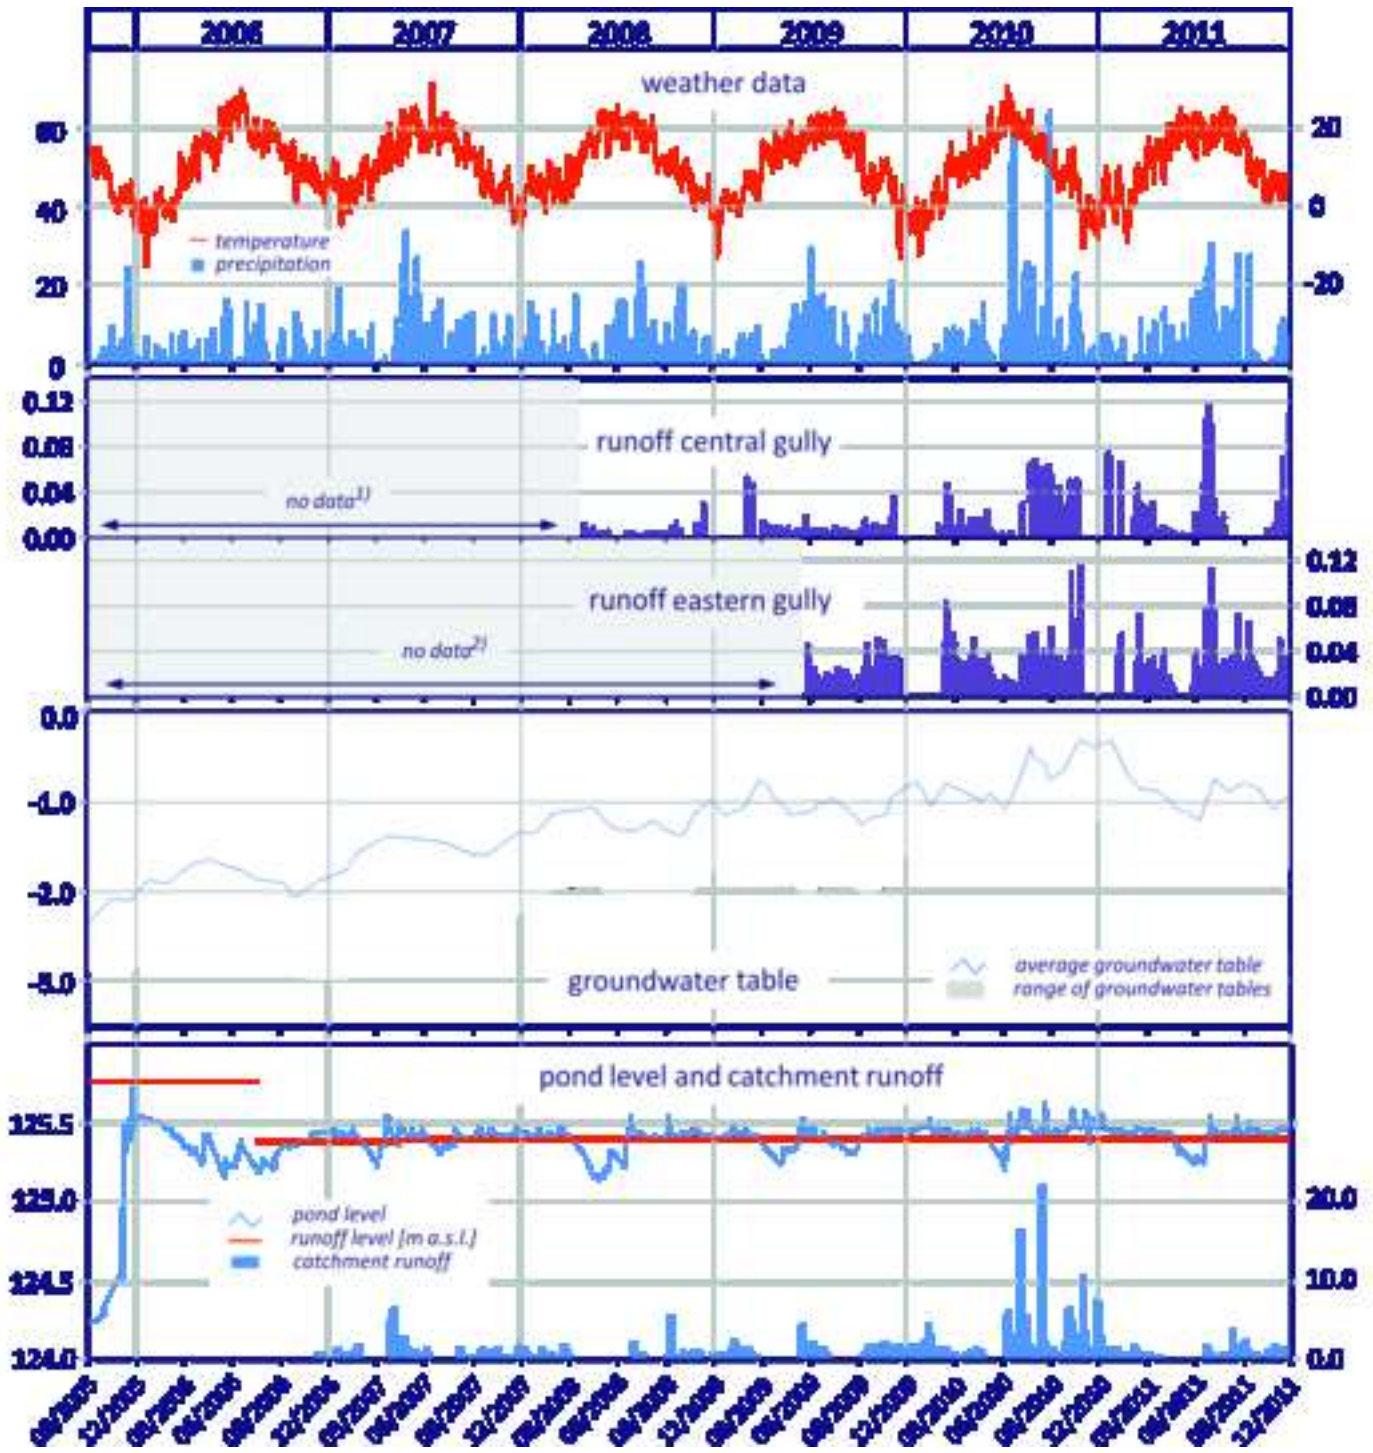 2006 2007 2008 2009 2010 2011
weather data
60 20
40 0
temperature
precipitation
20 -20
0
0.12
0.08
runoff central gully
0.04
no data1)
0.00
0.12
runoff eastern gully
0.08
no data2)
0.04
0.00
0.0
-1.0
-2.0
average groundwater table
groundwater table
range of groundwater tables
pond level and catchment runoff
125.5
125.0 20.0
pond level
runoff level [m a.s.l.]
catchment runoff
124.5 10.0
124.0 0.0